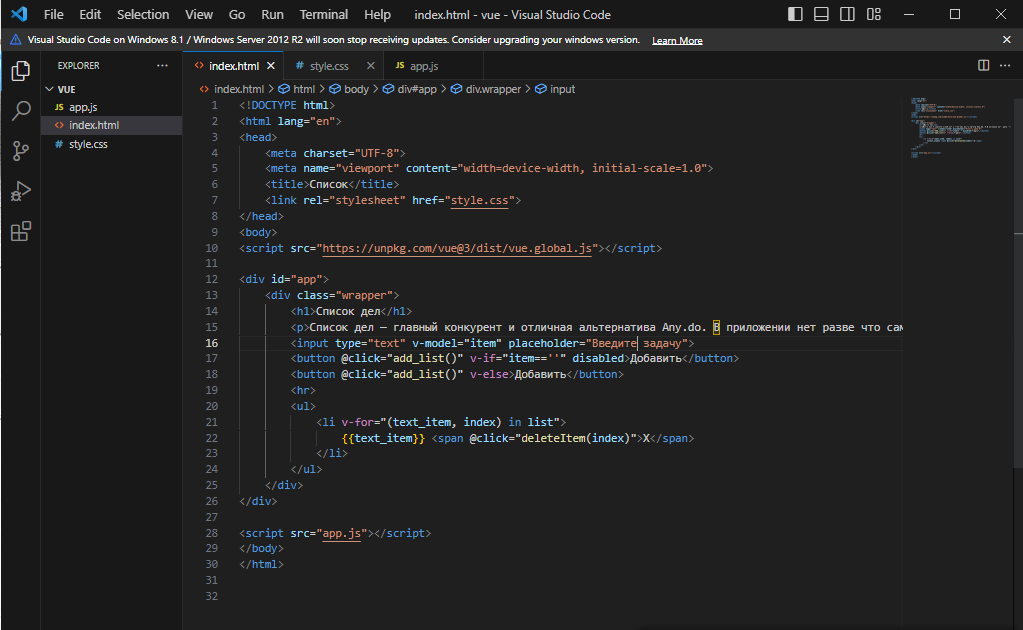 File Edit Selection View Go Run Terminal Help index.html - vue - Visual Studio Code
Visual Studio Code on Windows 8.1 / Windows Server 2012 R2 will soon stop receiving updates. Consider upgrading your windows version. Learn More
EXPLORER
VUE
JS app.js
<> index.html
# style.css
<> index.html # style.css JS app.js
<> index.html > html > body > div#app > div.wrapper > input
1 <!DOCTYPE html>
2 <html lang="en">
3 <head>
4 <meta charset="UTF-8">
5 <meta name="viewport" content="width=device-width, initial-scale=1.0">
6 <title>Список</title>
7 <link rel="stylesheet" href="style.css">
8 </head>
9 <body>
10 <script src="https://unpkg.com/vue@3/dist/vue.global.js"></script>
11
12 <div id="app">
13 <div class="wrapper">
14 <h1>Список дел</h1>
15 <p>Список дел — главный конкурент и отличная альтернатива Any.do. В приложении нет разве что сам
16 <input type="text" v-model="item" placeholder="Введите задачу">
17 <button @click="add_list()" v-if="item==''" disabled>Добавить</button>
18 <button @click="add_list()" v-else>Добавить</button>
19 <hr>
20 <ul>
21 <li v-for="(text_item, index) in list">
22 {{text_item}} <span @click="deleteItem(index)">X</span>
23 </li>
24 </ul>
25 </div>
26 </div>
27
28 <script src="app.js"></script>
29 </body>
30 </html>
31
32